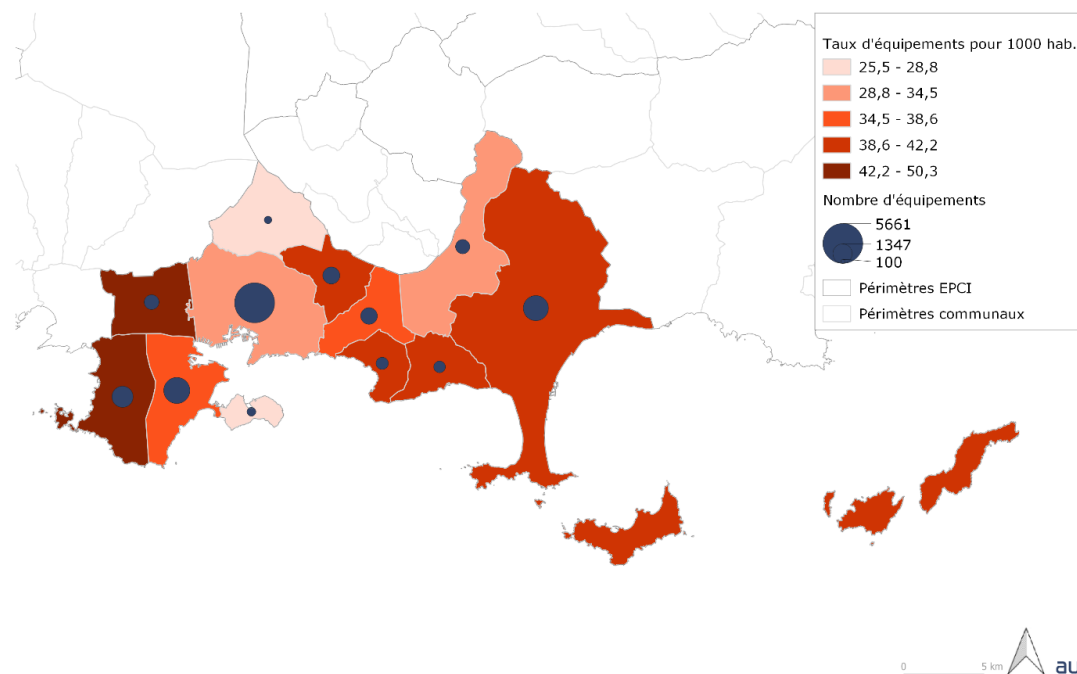 Taux d'équipements pour 1000 hab.
25,5 - 28,8
28,8 - 34,5
34,5 - 38,6
38,6 - 42,2
42,2 - 50,3
Nombre d'équipements
5661
1347
100
Périmètres EPCI
Périmètres communaux
0 5 km
au